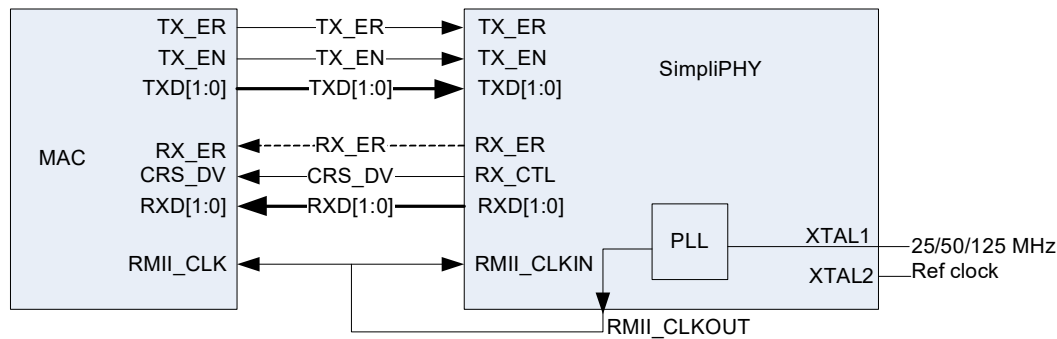 TX_ER TX_ER TX_ER
TX_EN TX_EN TX_EN
TXD[1:0] TXD[1:0] TXD[1:0]
SimpliPHY
MAC
RX_ER RX_ER RX_ER
CRS_DV CRS_DV RX_CTL
RXD[1:0] RXD[1:0] RXD[1:0]
PLL
XTAL1 25/50/125 MHz
RMII_CLK RMII_CLKIN
XTAL2 Ref clock
RMII_CLKOUT